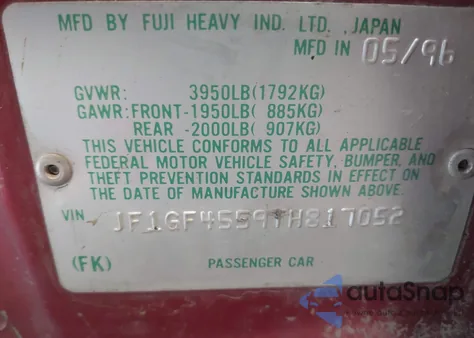 MFD BY FUJI HEAVY IND. LTD. ,JAPAN
MFD IN 05/96
GVWR: 3950LB(1792KG)
GAWR:FRONT-1950LB( 885KG)
REAR -2000LB( 907KG)
THIS VEHICLE CONFORMS TO ALL APPLICABLE
FEDERAL MOTOR VEHICLE SAFETY, BUMPER, AND
THEFT PREVENTION STANDARDS IN EFFECT ON
THE DATE OF MANUFACTURE SHOWN ABOVE.
VIN JF1GF4559TH817052
(FK) PASSENGER CAR
autoSnap